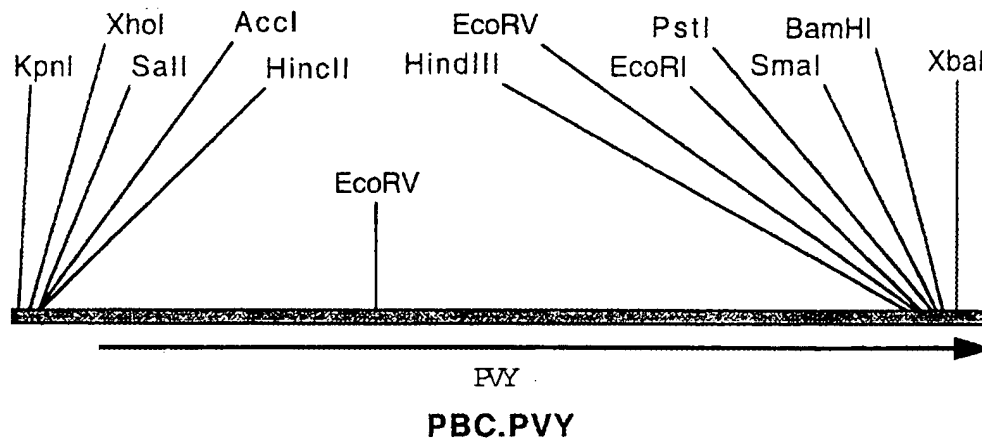 XhoI AccI EcoRV PstI BamHI
KpnI SalI HincII HindIII EcoRI SmaI XbaI
EcoRV
PVY
PBC.PVY